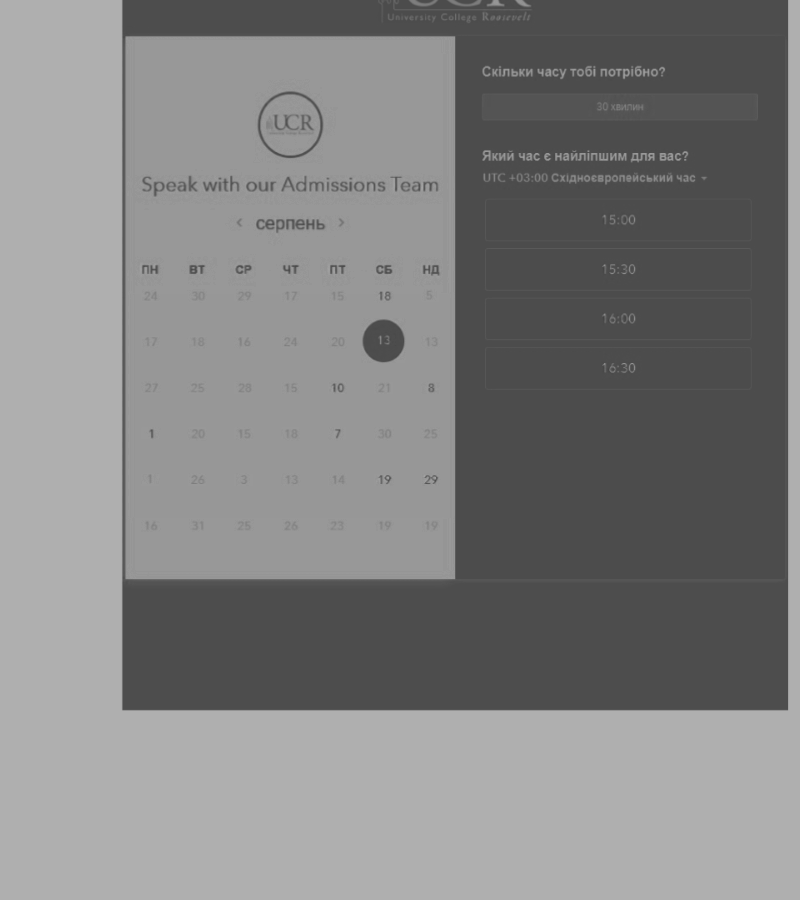 University College Roosevelt
UCR
Speak with our Admissions Team
< серпень >
ПН ВТ СР ЧТ ПТ СБ НД
24 30 29 17 15 18 5
17 18 16 24 20 13 13
27 25 28 15 10 21 8
1 20 15 18 7 30 25
1 26 3 13 14 19 29
16 31 25 26 23 19 19
Скільки часу тобі потрібно?
30 хвилин
Який час є найліпшим для вас?
UTC +03:00 Східноєвропейський час
15:00
15:30
16:00
16:30